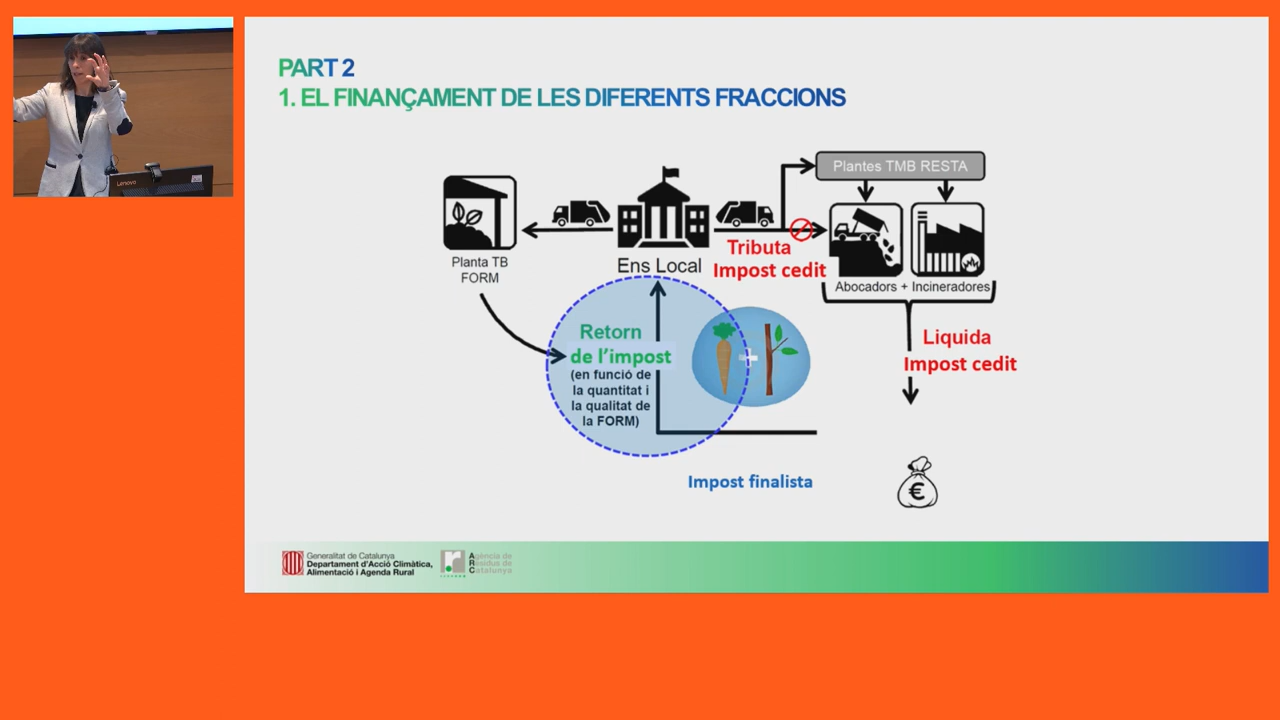 PART 2
1. EL FINANÇAMENT DE LES DIFERENTS FRACCIONS
Plantes TMB RESTA
Planta TB
FORM
Ens Local
Tributa
Impost cedit
Abocadors + Incineradores
Retorn
de l'impost
(en funció de
la quantitat i
la qualitat de
la FORM)
+
Liquida
Impost cedit
Impost finalista
€
Generalitat de Catalunya
Departament d'Acció Climàtica,
Alimentació i Agenda Rural
Agència de
Residus de
Catalunya
Lenovo